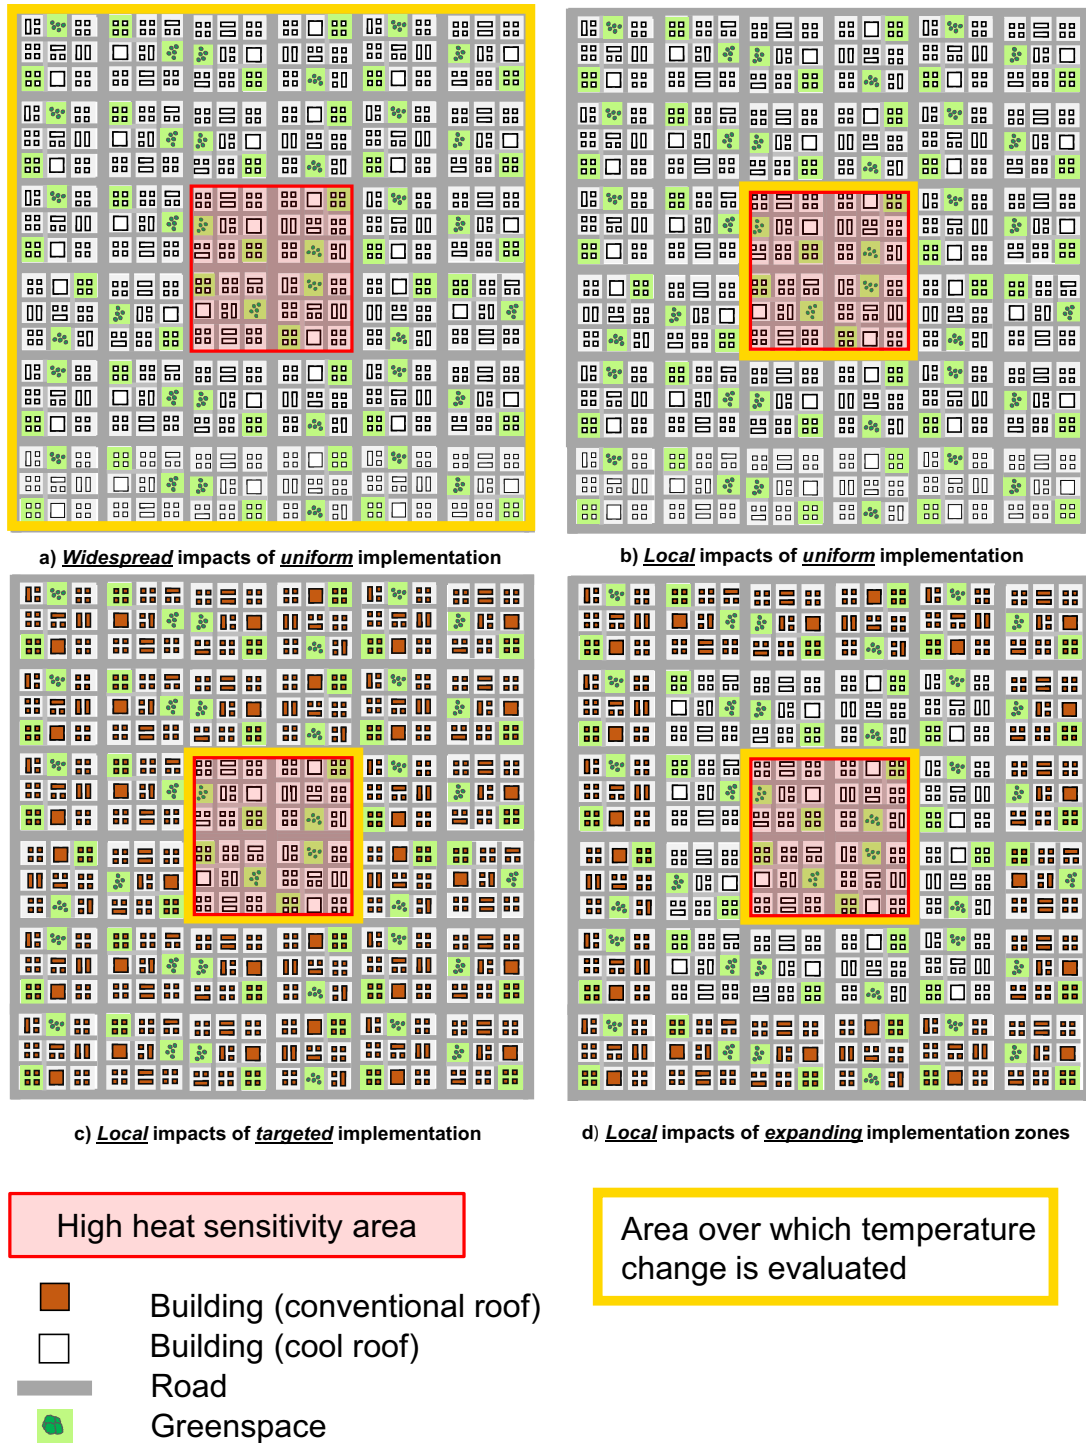 a) Widespread impacts of uniform implementation
b) Local impacts of uniform implementation
c) Local impacts of targeted implementation
d) Local impacts of expanding implementation zones
High heat sensitivity area
Area over which temperature
change is evaluated
Building (conventional roof)
Building (cool roof)
Road
Greenspace